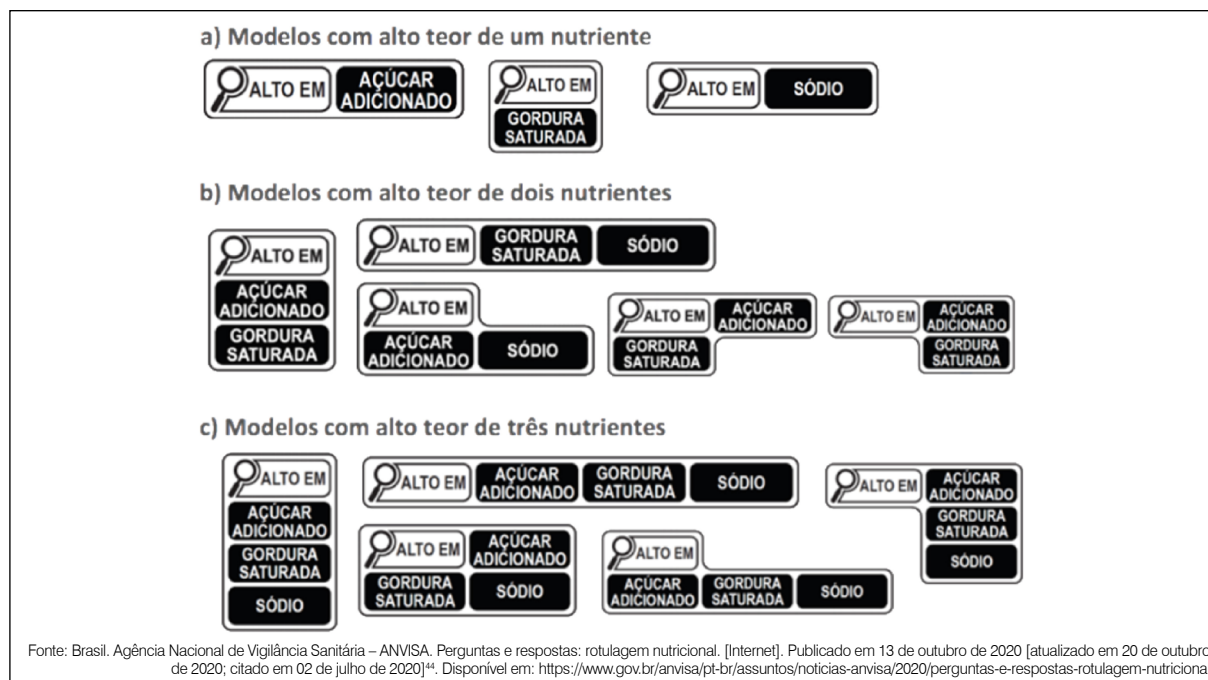 a) Modelos com alto teor de um nutriente
ALTO EM
AÇÚCAR
ADICIONADO
ALTO EM
GORDURA
SATURADA
ALTO EM
SÓDIO
b) Modelos com alto teor de dois nutrientes
ALTO EM
AÇÚCAR
ADICIONADO
GORDURA
SATURADA
ALTO EM
GORDURA
SATURADA
SÓDIO
ALTO EM
AÇÚCAR
ADICIONADO
SÓDIO
ALTO EM
AÇÚCAR
ADICIONADO
GORDURA
SATURADA
ALTO EM
AÇÚCAR
ADICIONADO
GORDURA
SATURADA
c) Modelos com alto teor de três nutrientes
ALTO EM
AÇÚCAR
ADICIONADO
GORDURA
SATURADA
SÓDIO
ALTO EM
AÇÚCAR
ADICIONADO
GORDURA
SATURADA
SÓDIO
ALTO EM
AÇÚCAR
ADICIONADO
GORDURA
SATURADA
SÓDIO
ALTO EM
AÇÚCAR
ADICIONADO
GORDURA
SATURADA
SÓDIO
ALTO EM
AÇÚCAR
ADICIONADO
GORDURA
SATURADA
SÓDIO
Fonte: Brasil. Agência Nacional de Vigilância Sanitária – ANVISA. Perguntas e respostas: rotulagem nutricional. [Internet]. Publicado em 13 de outubro de 2020 [atualizado em 20 de outubro
de 2020; citado em 02 de julho de 2020]⁴⁴. Disponível em: https://www.gov.br/anvisa/pt-br/assuntos/noticias-anvisa/2020/perguntas-e-respostas-rotulagem-nutriciona